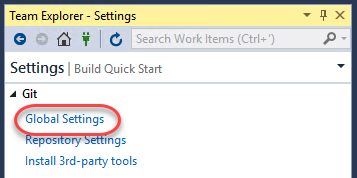 Team Explorer - Settings
Search Work Items (Ctrl+')
Settings | Build Quick Start
Git
Global Settings
Repository Settings
Install 3rd-party tools